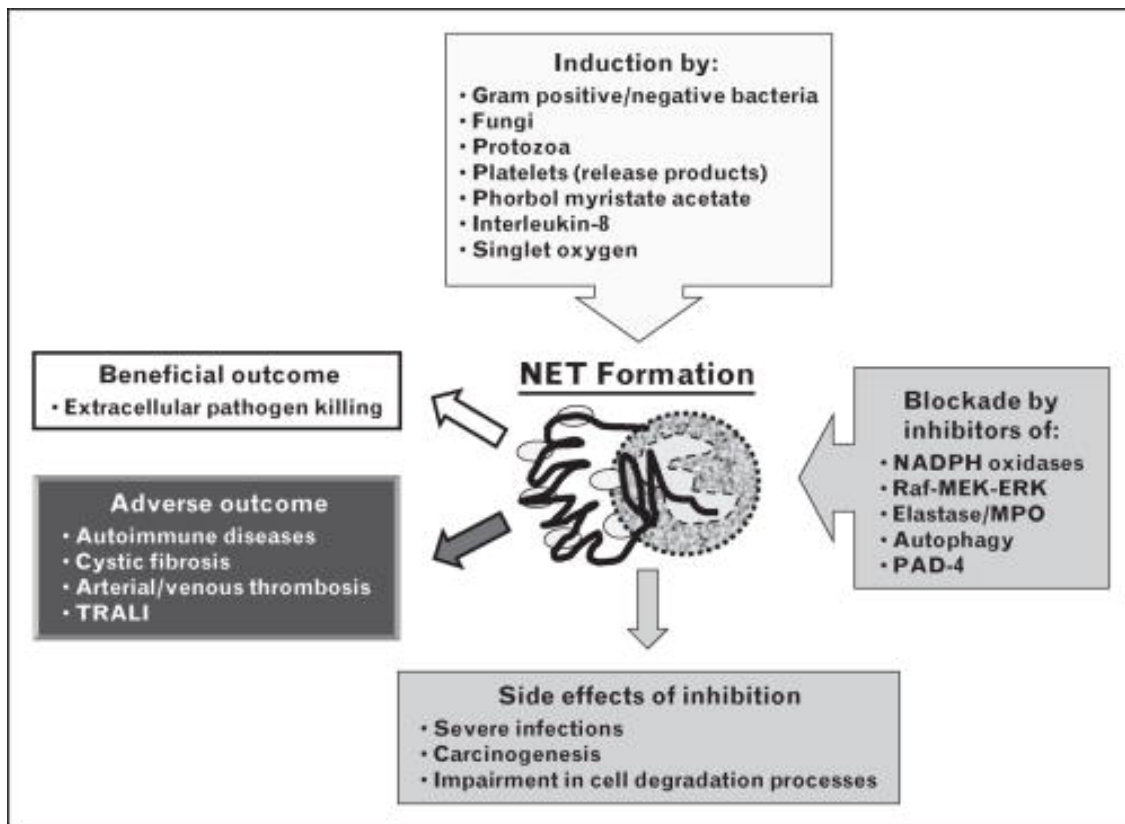 Induction by:
• Gram positive/negative bacteria
• Fungi
• Protozoa
• Platelets (release products)
• Phorbol myristate acetate
• Interleukin-8
• Singlet oxygen
NET Formation
Beneficial outcome
• Extracellular pathogen killing
Adverse outcome
• Autoimmune diseases
• Cystic fibrosis
• Arterial/venous thrombosis
• TRALI
Blockade by
inhibitors of:
• NADPH oxidases
• Raf-MEK-ERK
• Elastase/MPO
• Autophagy
• PAD-4
Side effects of inhibition
• Severe infections
• Carcinogenesis
• Impairment in cell degradation processes